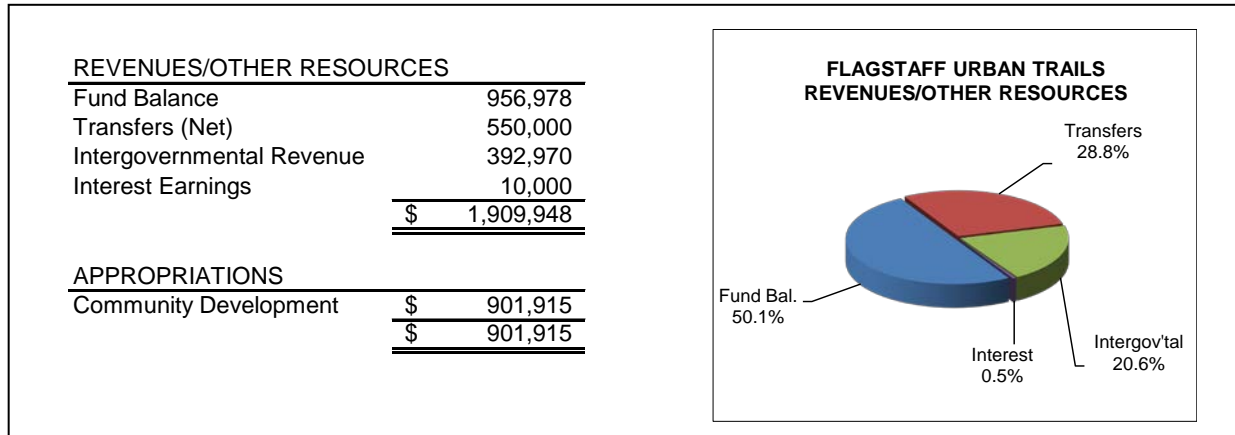 REVENUES/OTHER RESOURCES
Fund Balance 956,978
Transfers (Net) 550,000
Intergovernmental Revenue 392,970
Interest Earnings 10,000
$ 1,909,948
APPROPRIATIONS
Community Development $ 901,915
$ 901,915
FLAGSTAFF URBAN TRAILS
REVENUES/OTHER RESOURCES
Transfers
28.8%
Fund Bal.
50.1%
Interest
0.5%
Intergov'tal
20.6%